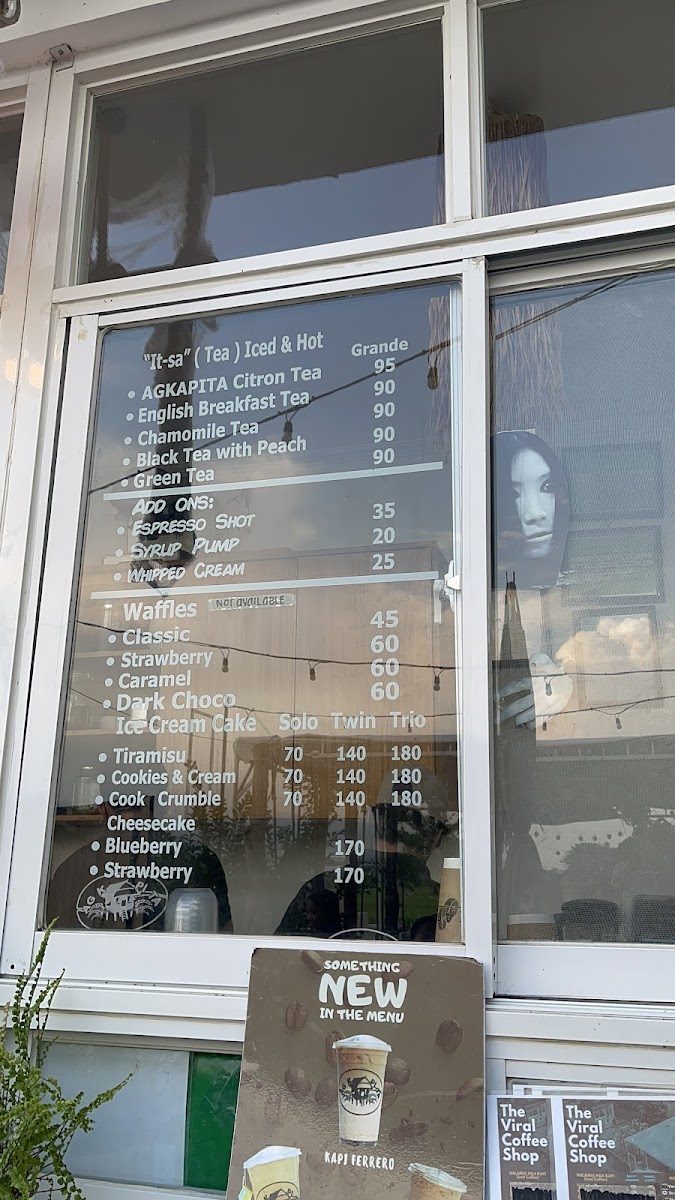 "It-sa" ( Tea ) Iced & Hot Grande
• AGKAPITA Citron Tea 95
• English Breakfast Tea 90
• Chamomile Tea 90
• Black Tea with Peach 90
• Green Tea 90
ADD ONS:
• ESPRESSO SHOT 35
• SYRUP PUMP 20
• WHIPPED CREAM 25
Waffles NOT AVAILABLE
• Classic 45
• Strawberry 60
• Caramel 60
• Dark Choco 60
Ice Cream Cake Solo Twin Trio
• Tiramisu 70 140 180
• Cookies & Cream 70 140 180
• Cook Crumble 70 140 180
Cheesecake
• Blueberry 170
• Strawberry 170
SOMETHING
NEW
IN THE MENU
KAPI FERRERO
The
Viral
Coffee
Shop
The
Viral
Coffee
Shop